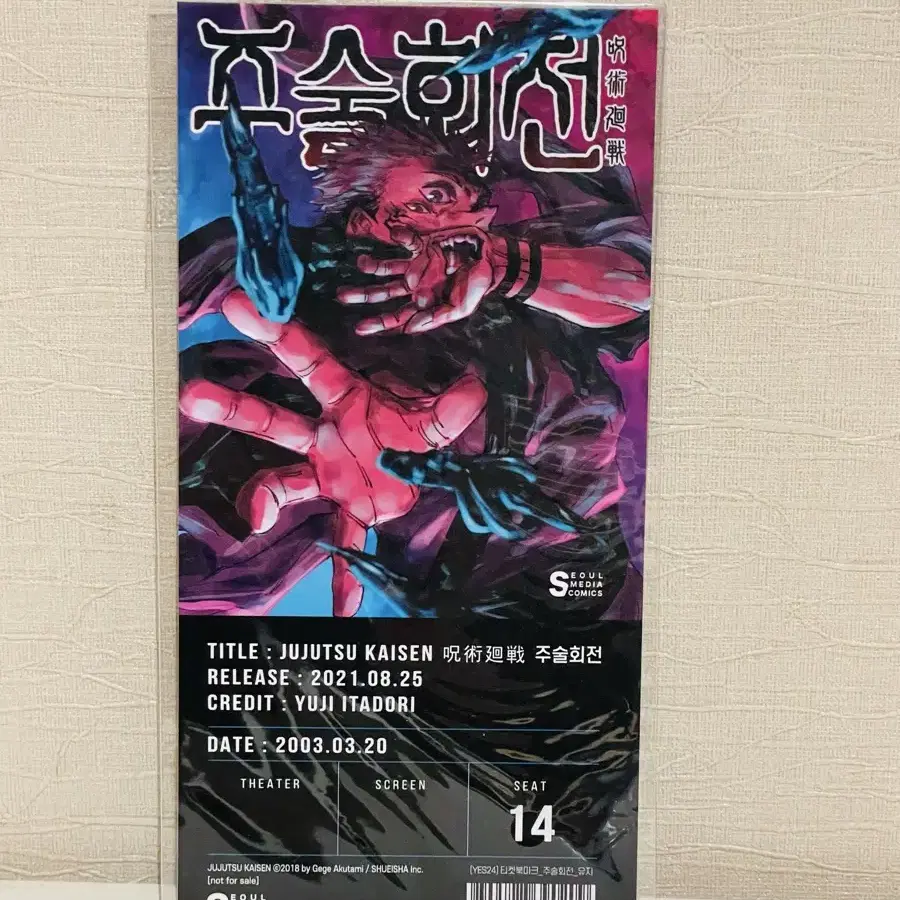 주술회전
呪術廻戦
SEOUL
MEDIA
COMICS
TITLE : JUJUTSU KAISEN 呪術廻戦 주술회전
RELEASE : 2021.08.25
CREDIT : YUJI ITADORI
DATE : 2003.03.20
THEATER SCREEN SEAT
14
JUJUTSU KAISEN ©2018 by Gege Akutami / SHUEISHA Inc.
[not for sale]
[YES24] 티켓북마크_주술회전_유지
SEOUL